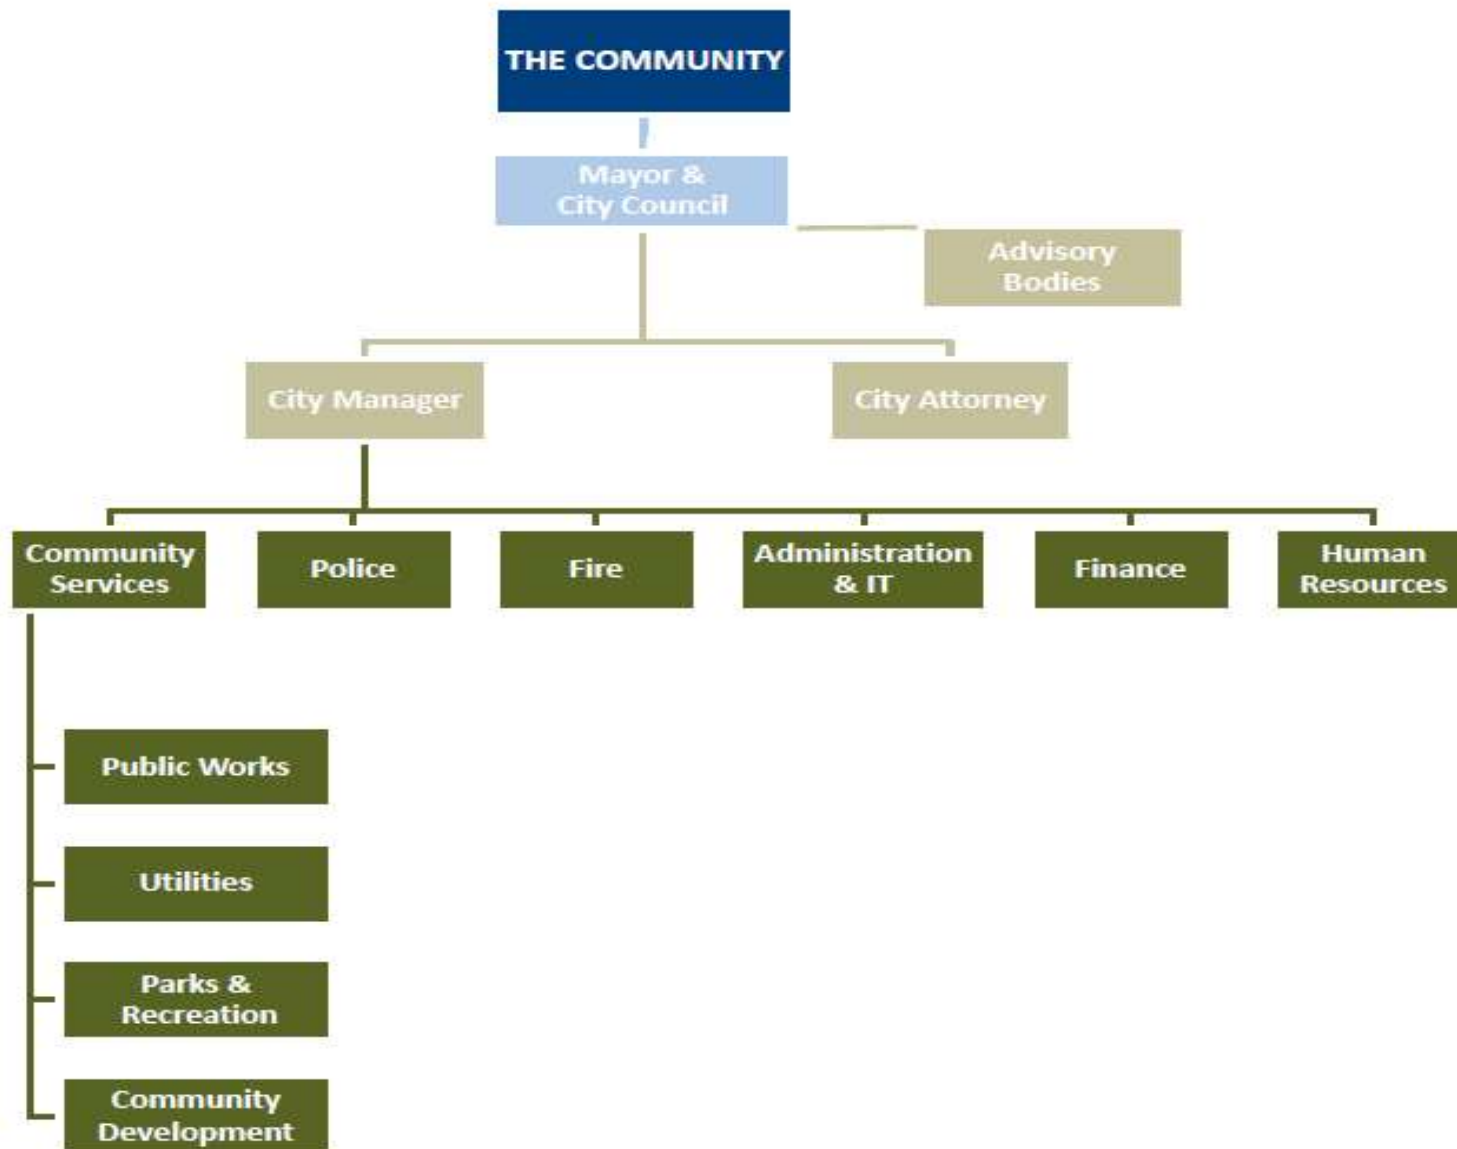 THE COMMUNITY
Mayor &
City Council
Advisory
Bodies
City Manager
City Attorney
Community
Services
Police
Fire
Administration
& IT
Finance
Human
Resources
Public Works
Utilities
Parks &
Recreation
Community
Development